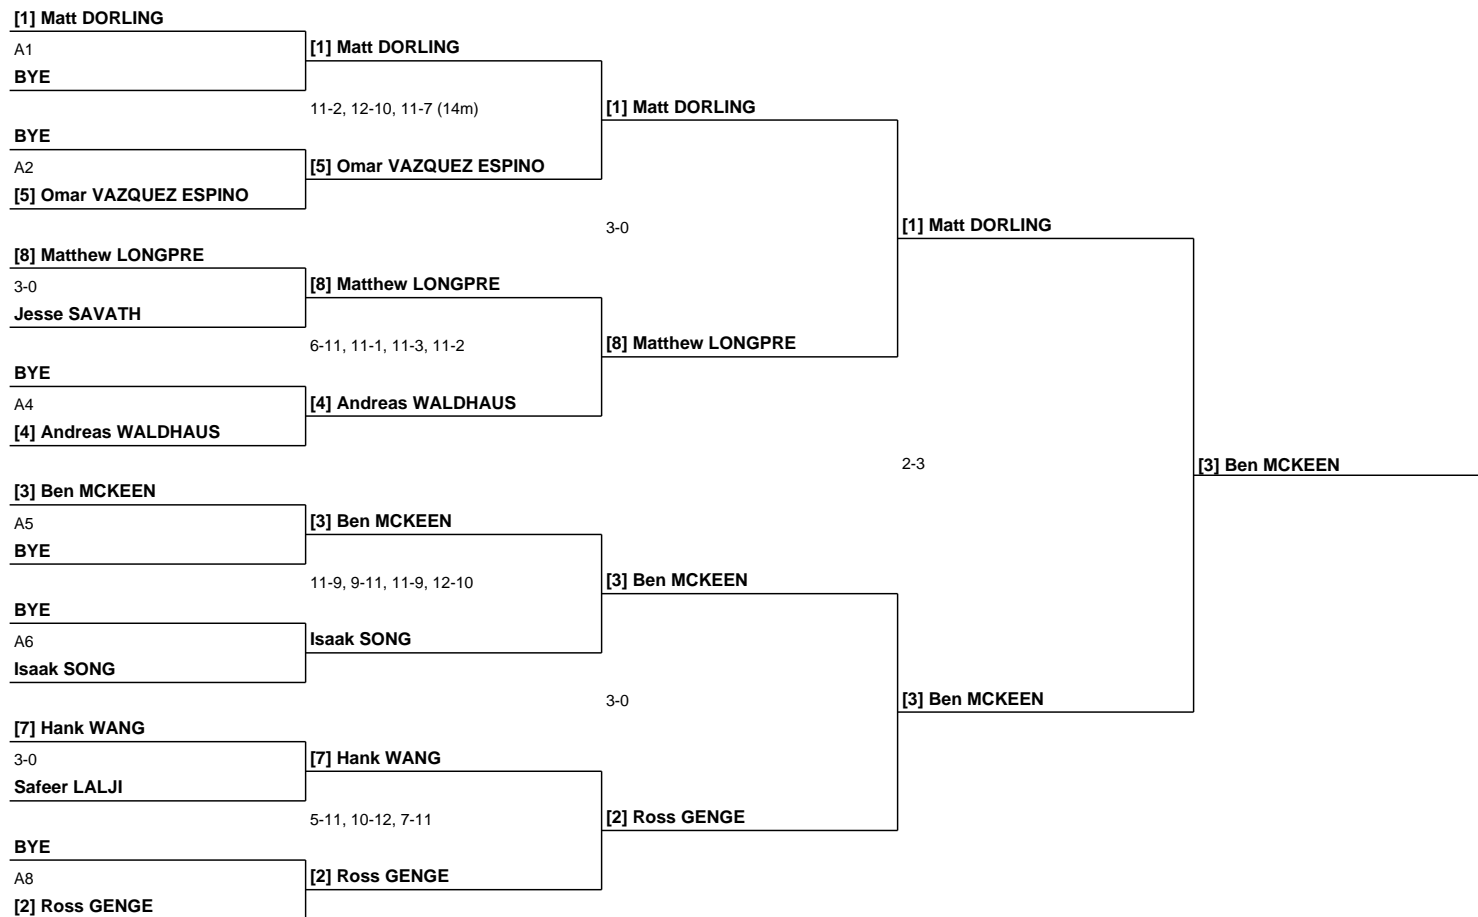 [1] Matt DORLING
A1
BYE
BYE
A2
[5] Omar VAZQUEZ ESPINO
[8] Matthew LONGPRE
3-0
Jesse SAVATH
BYE
A4
[4] Andreas WALDHAUS
[3] Ben MCKEEN
A5
BYE
BYE
A6
Isaak SONG
[7] Hank WANG
3-0
Safeer LALJI
BYE
A8
[2] Ross GENGE
[1] Matt DORLING
11-2, 12-10, 11-7 (14m)
[5] Omar VAZQUEZ ESPINO
[8] Matthew LONGPRE
6-11, 11-1, 11-3, 11-2
[4] Andreas WALDHAUS
[3] Ben MCKEEN
11-9, 9-11, 11-9, 12-10
Isaak SONG
[7] Hank WANG
5-11, 10-12, 7-11
[2] Ross GENGE
[1] Matt DORLING
3-0
[8] Matthew LONGPRE
[3] Ben MCKEEN
3-0
[2] Ross GENGE
[1] Matt DORLING
2-3
[3] Ben MCKEEN
[3] Ben MCKEEN